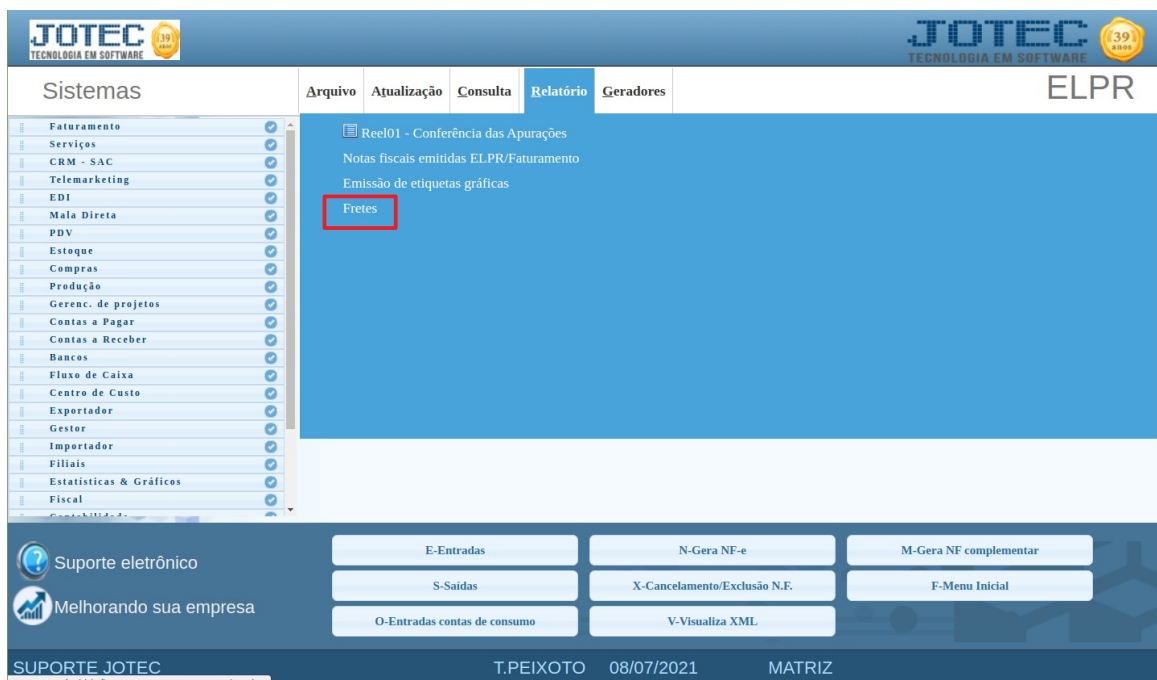 JOTEC 39 anos
TECNOLOGIA EM SOFTWARE
JOTEC 39 anos
TECNOLOGIA EM SOFTWARE
Sistemas
Arquivo Atualização Consulta Relatório Geradores
ELPR
Faturamento
Serviços
CRM - SAC
Telemarketing
EDI
Mala Direta
PDV
Estoque
Compras
Produção
Gerenc. de projetos
Contas a Pagar
Contas a Receber
Bancos
Fluxo de Caixa
Centro de Custo
Exportador
Gestor
Importador
Filiais
Estatísticas & Gráficos
Fiscal
Reel01 - Conferência das Apurações
Notas fiscais emitidas ELPR/Faturamento
Emissão de etiquetas gráficas
Fretes
Suporte eletrônico
Melhorando sua empresa
E-Entradas
N-Gera NF-e
M-Gera NF complementar
S-Saídas
X-Cancelamento/Exclusão N.F.
F-Menu Inicial
O-Entradas contas de consumo
V-Visualiza XML
SUPORTE JOTEC T.PEIXOTO 08/07/2021 MATRIZ